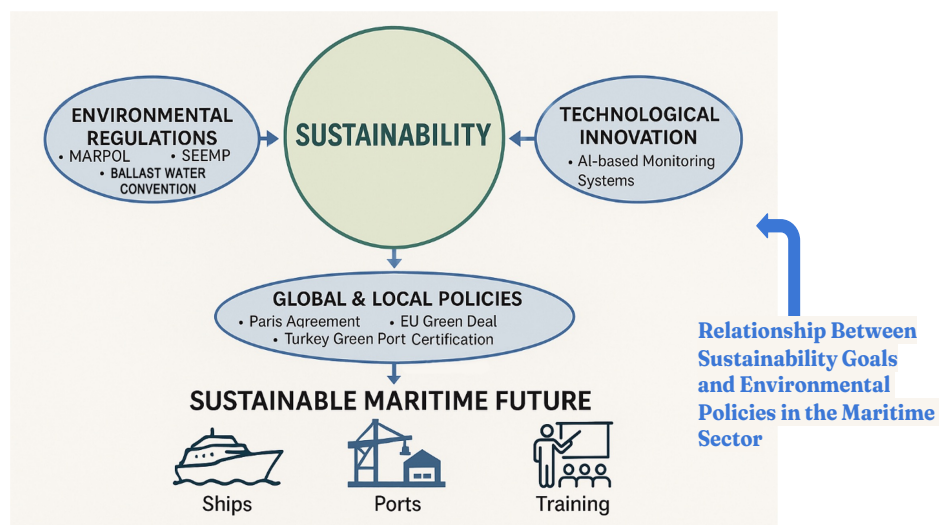 ENVIRONMENTAL
REGULATIONS
• MARPOL • SEEMP
• BALLAST WATER
CONVENTION
SUSTAINABILITY
TECHNOLOGICAL
INNOVATION
• AI-based Monitoring
Systems
GLOBAL & LOCAL POLICIES
• Paris Agreement • EU Green Deal
• Turkey Green Port Certification
SUSTAINABLE MARITIME FUTURE
Ships
Ports
Training
Relationship Between
Sustainability Goals
and Environmental
Policies in the Maritime
Sector